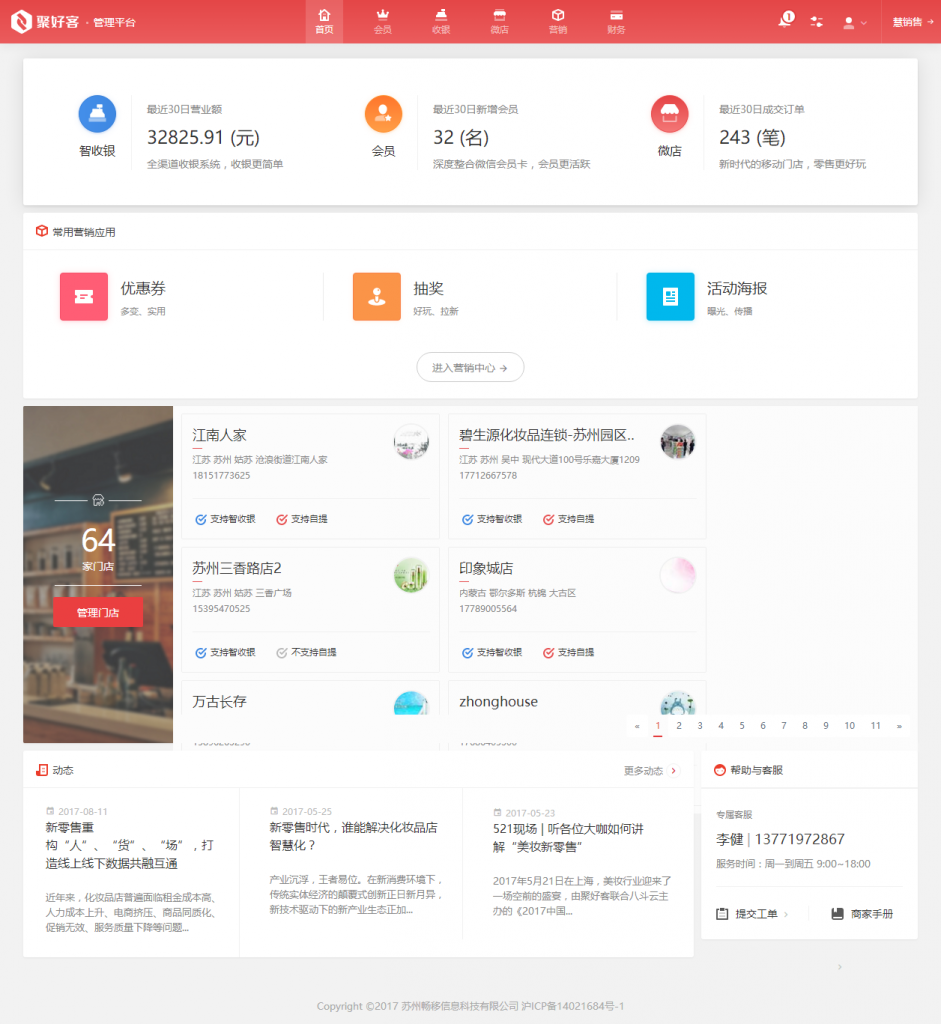 聚好客 · 管理平台
首页
会员
收银
微店
营销
财务
1
慧销售
智收银
最近30日营业额
32825.91 (元)
全渠道收银系统，收银更简单
会员
最近30日新增会员
32 (名)
深度整合微信会员卡，会员更活跃
微店
最近30日成交订单
243 (笔)
新时代的移动门店，零售更好玩
常用营销应用
优惠券
多变、实用
抽奖
好玩、拉新
活动海报
曝光、传播
进入营销中心 →
64
家门店
管理门店
江南人家
江苏 苏州 姑苏 沧浪街道江南人家
18151773625
支持智收银
支持自提
碧生源化妆品连锁-苏州园区..
江苏 苏州 吴中 现代大道100号乐嘉大厦1209
17712667578
支持智收银
支持自提
苏州三香路店2
江苏 苏州 姑苏 三香广场
15395470525
支持智收银
不支持自提
印象城店
内蒙古 鄂尔多斯 杭锦 大古区
17789005564
支持智收银
支持自提
万古长存
zhonghouse
« 1 2 3 4 5 6 7 8 9 10 11 »
动态
更多动态
2017-08-11
新零售重
构“人”、“货”、“场”，打
造线上线下数据共融互通
近年来，化妆品店普遍面临租金成本高、
人力成本上升、电商挤压、商品同质化、
促销无效、服务质量下降等问题...
2017-05-25
新零售时代，谁能解决化妆品店
智慧化？
产业沉浮，王者易位。在新消费环境下，
传统实体经济的颠覆式创新正日新月异，
新技术驱动下的新产业生态正加...
2017-05-23
521现场 | 听各位大咖如何讲
解“美妆新零售”
2017年5月21日在上海，美妆行业迎来了
一场空前的盛宴，由聚好客联合八斗云主
办的《2017中国...
帮助与客服
专属客服
李健 | 13771972867
服务时间：周一到周五 9:00~18:00
提交工单
商家手册
Copyright ©2017 苏州畅移信息科技有限公司 沪ICP备14021684号-1